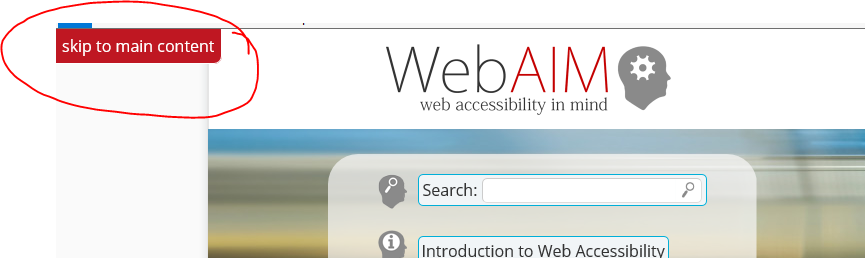 skip to main content
WebAIM
web accessibility in mind
Search:
Introduction to Web Accessibility